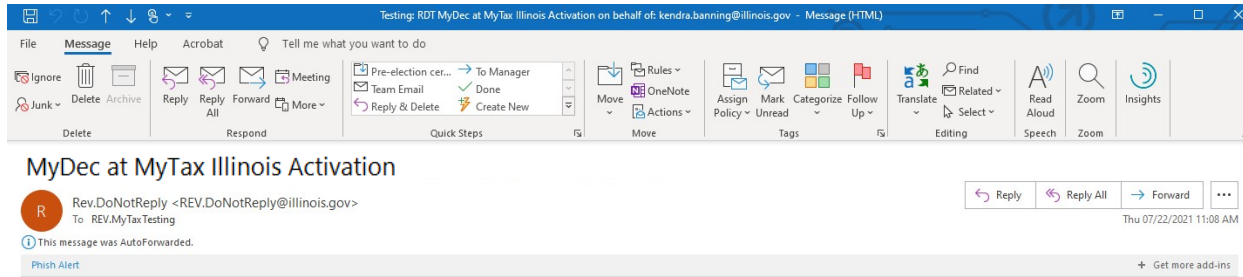 Testing: RDT MyDec at MyTax Illinois Activation on behalf of: kendra.banning@illinois.gov - Message (HTML)
File Message Help Acrobat Tell me what you want to do
Ignore
Junk
Delete
Archive
Delete
Reply
Reply All
Forward
Meeting
More
Respond
Pre-election cer...
To Manager
Team Email
Done
Reply & Delete
Create New
Quick Steps
Move
Rules
OneNote
Actions
Move
Assign Policy
Mark Unread
Categorize
Follow Up
Tags
Translate
Find
Related
Select
Editing
Read Aloud
Speech
Zoom
Zoom
Insights
MyDec at MyTax Illinois Activation
R
Rev.DoNotReply <REV.DoNotReply@illinois.gov>
To REV.MyTaxTesting
Reply Reply All Forward ...
Thu 07/22/2021 11:08 AM
This message was AutoForwarded.
Phish Alert + Get more add-ins